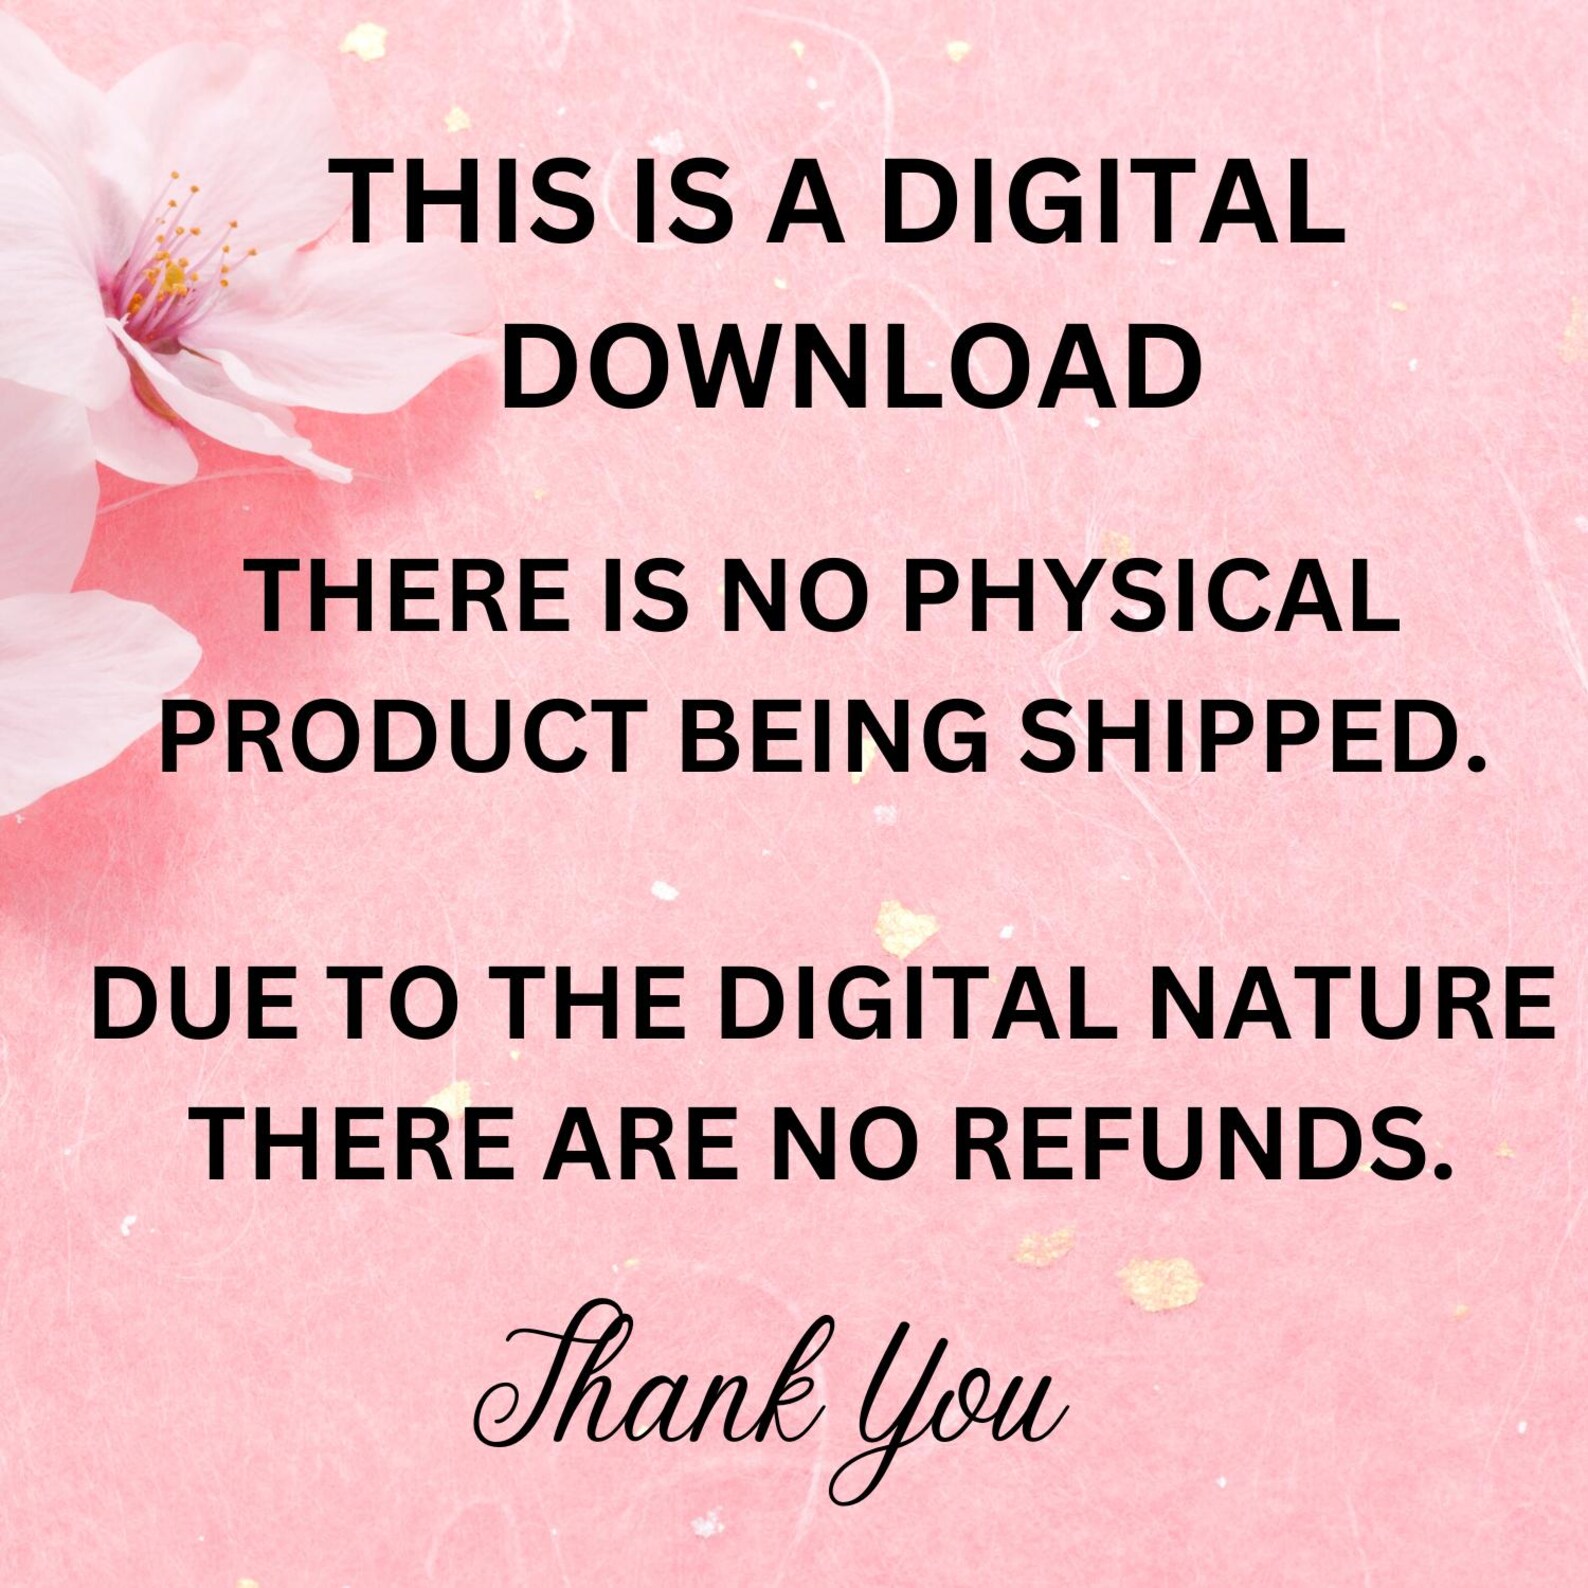 THIS IS A DIGITAL
DOWNLOAD
THERE IS NO PHYSICAL
PRODUCT BEING SHIPPED.
DUE TO THE DIGITAL NATURE
THERE ARE NO REFUNDS.
Thank You